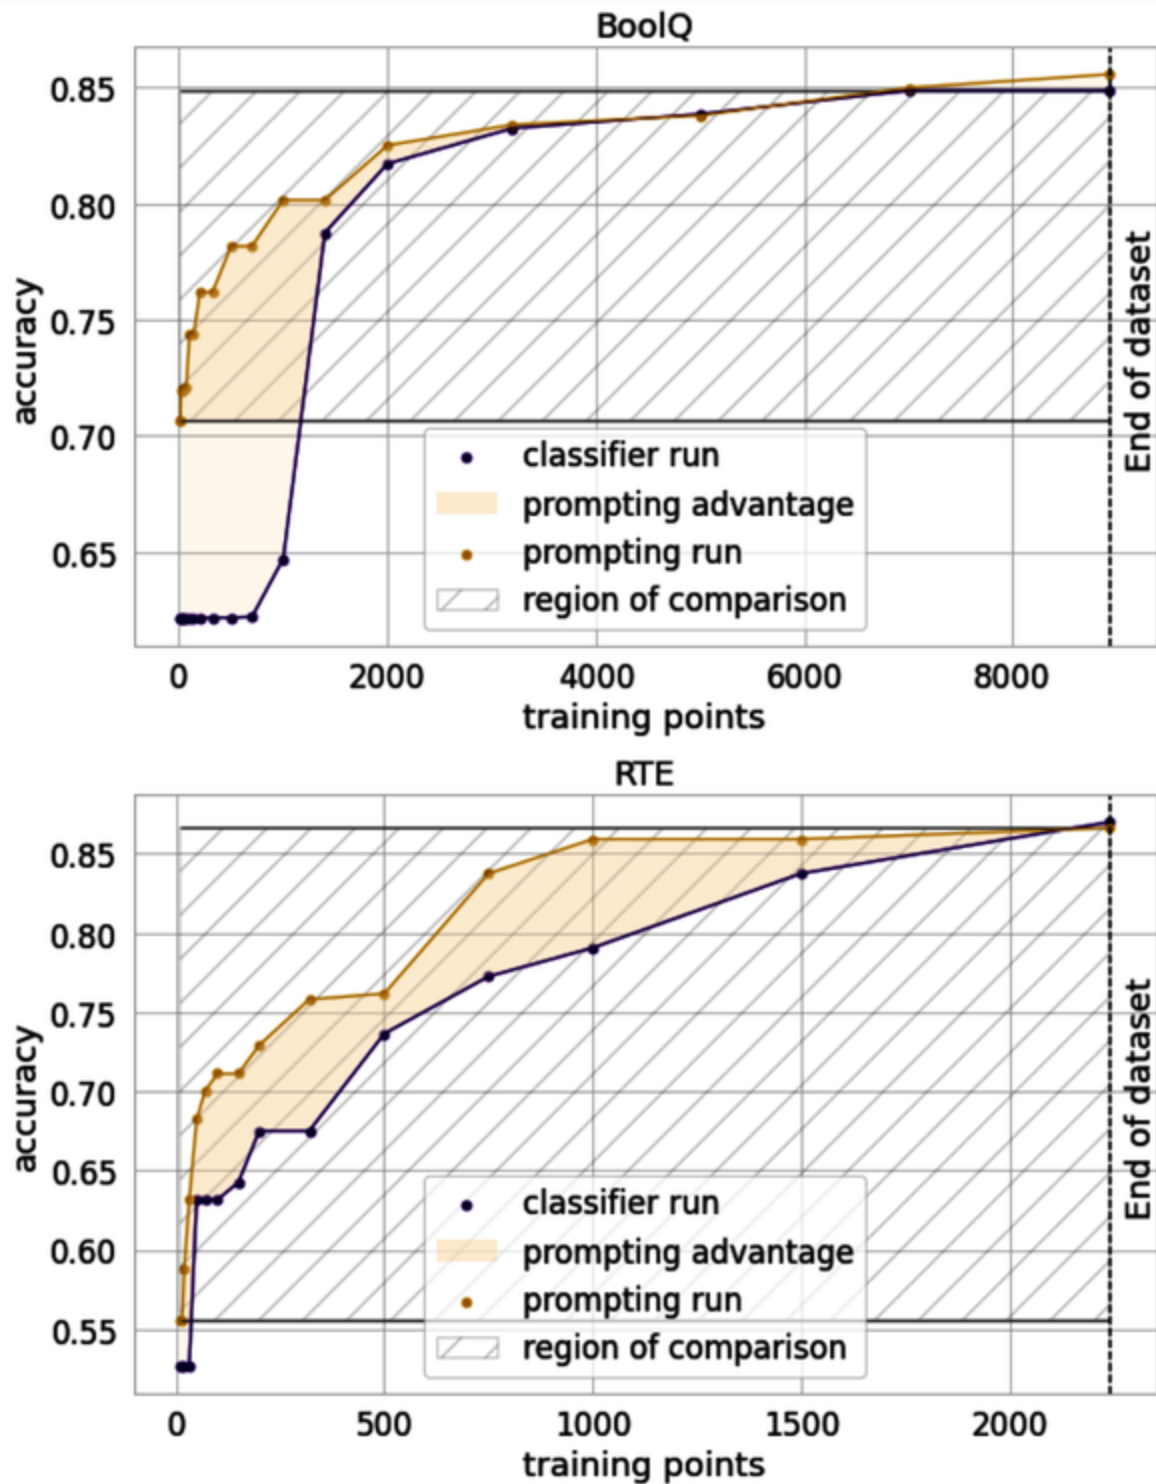 BoolQ
0.85
0.80
0.75
0.70
0.65
accuracy
classifier run
prompting advantage
prompting run
region of comparison
End of dataset
0
2000
4000
6000
8000
training points
RTE
0.85
0.80
0.75
0.70
0.65
0.60
0.55
accuracy
classifier run
prompting advantage
prompting run
region of comparison
End of dataset
0
500
1000
1500
2000
training points